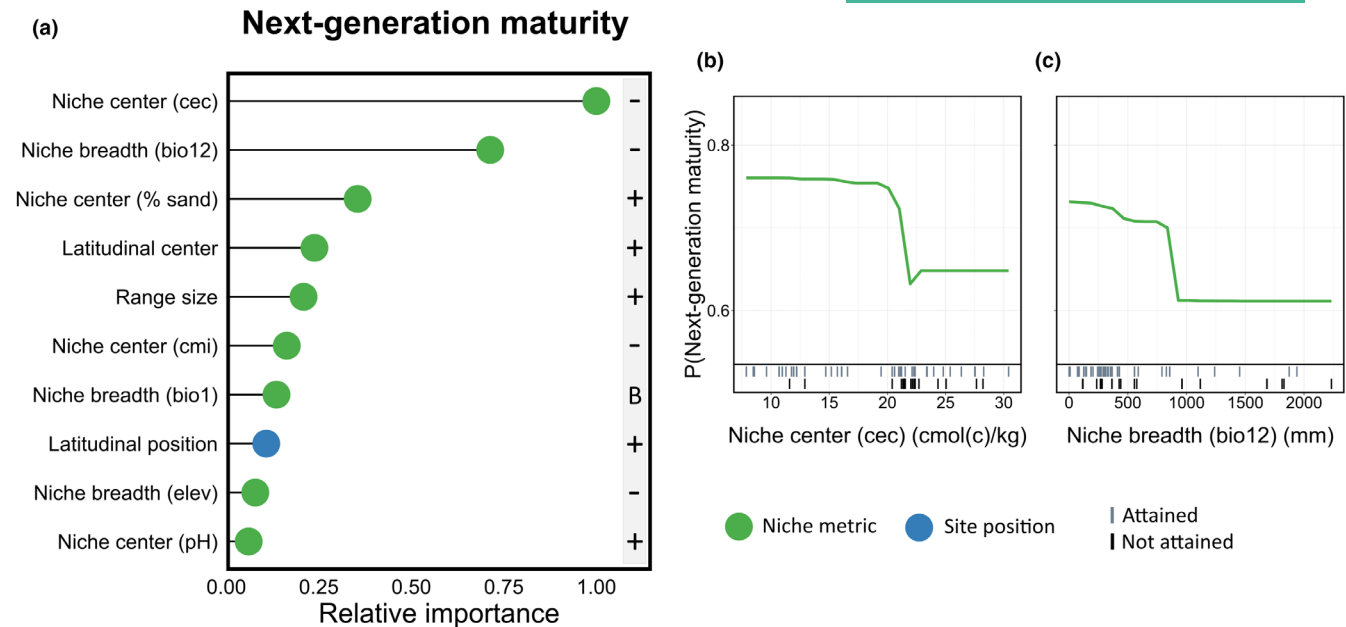 (a)
Next-generation maturity
Niche center (cec)
-
Niche breadth (bio12)
-
Niche center (% sand)
+
Latitudinal center
+
Range size
+
Niche center (cmi)
-
Niche breadth (bio1)
B
Latitudinal position
+
Niche breadth (elev)
-
Niche center (pH)
+
0.00 0.25 0.50 0.75 1.00
Relative importance
(b)
P(Next-generation maturity)
0.8
0.6
10 15 20 25 30
Niche center (cec) (cmol(c)/kg)
(c)
0 500 1000 1500 2000
Niche breadth (bio12) (mm)
Niche metric
Site position
Attained
Not attained